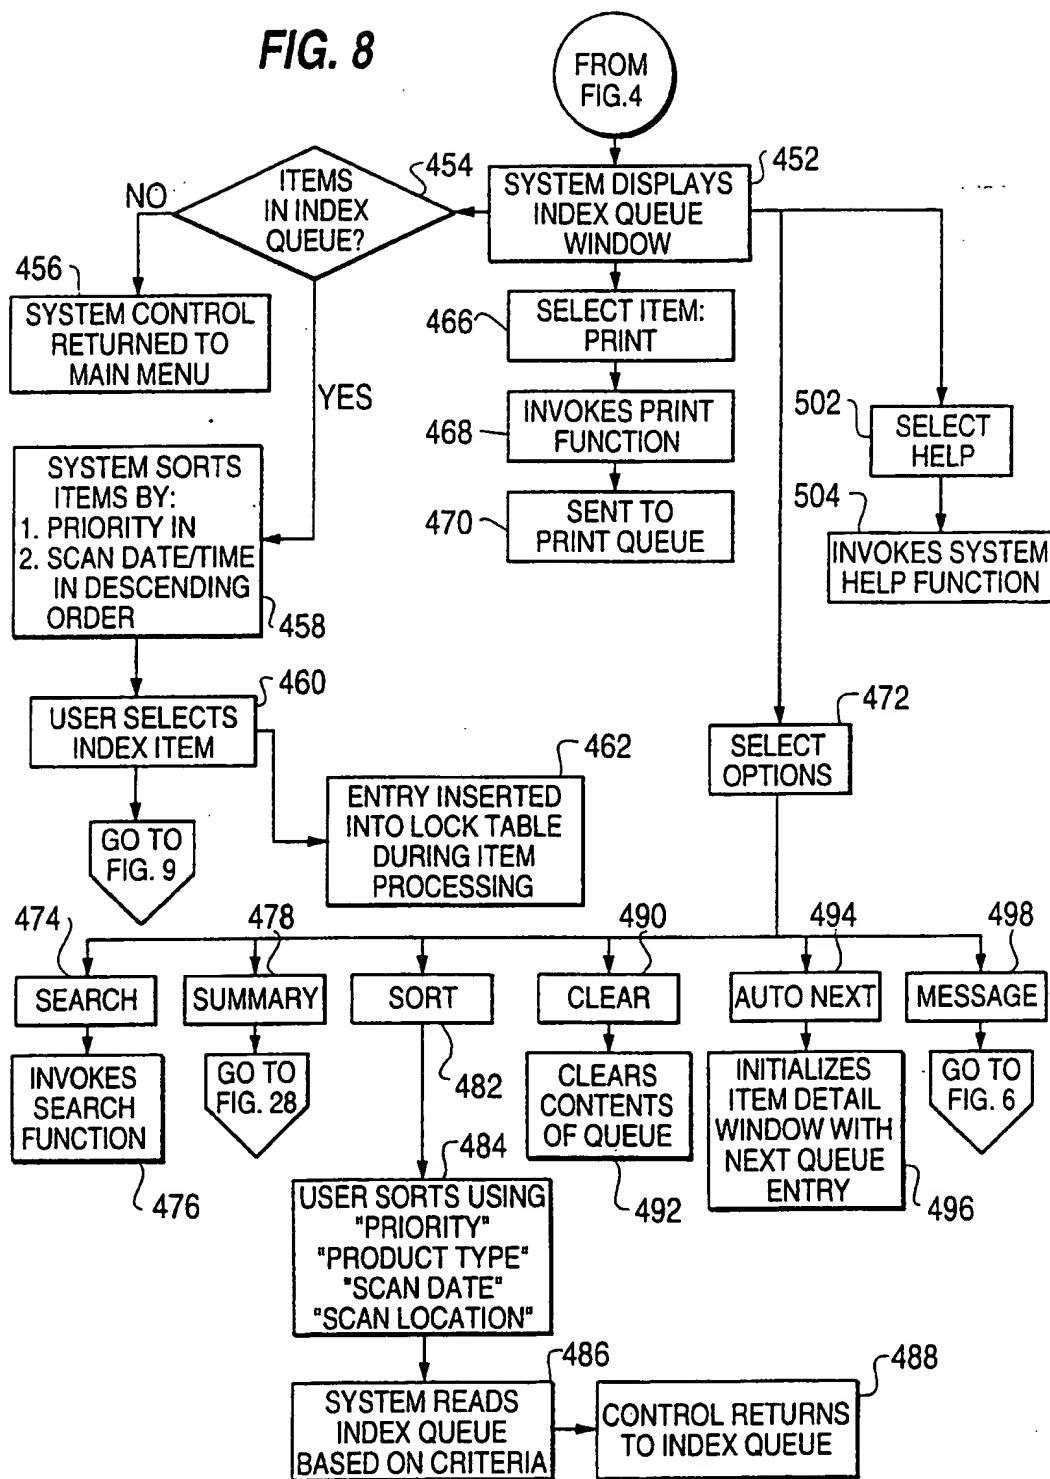 FIG. 8
FROM
FIG.4
452
SYSTEM DISPLAYS
INDEX QUEUE
WINDOW
454
ITEMS
IN INDEX
QUEUE?
NO
YES
456
SYSTEM CONTROL
RETURNED TO
MAIN MENU
466
SELECT ITEM:
PRINT
468
INVOKES PRINT
FUNCTION
470
SENT TO
PRINT QUEUE
502
SELECT
HELP
504
INVOKES SYSTEM
HELP FUNCTION
SYSTEM SORTS
ITEMS BY:
1. PRIORITY IN
2. SCAN DATE/TIME
IN DESCENDING
ORDER
458
460
USER SELECTS
INDEX ITEM
GO TO
FIG. 9
462
ENTRY INSERTED
INTO LOCK TABLE
DURING ITEM
PROCESSING
472
SELECT
OPTIONS
474
SEARCH
INVOKES
SEARCH
FUNCTION
476
478
SUMMARY
GO TO
FIG. 28
SORT
482
484
USER SORTS USING
"PRIORITY"
"PRODUCT TYPE"
"SCAN DATE"
"SCAN LOCATION"
486
SYSTEM READS
INDEX QUEUE
BASED ON CRITERIA
488
CONTROL RETURNS
TO INDEX QUEUE
490
CLEAR
CLEARS
CONTENTS
OF QUEUE
492
494
AUTO NEXT
INITIALIZES
ITEM DETAIL
WINDOW WITH
NEXT QUEUE
ENTRY
496
498
MESSAGE
GO TO
FIG. 6